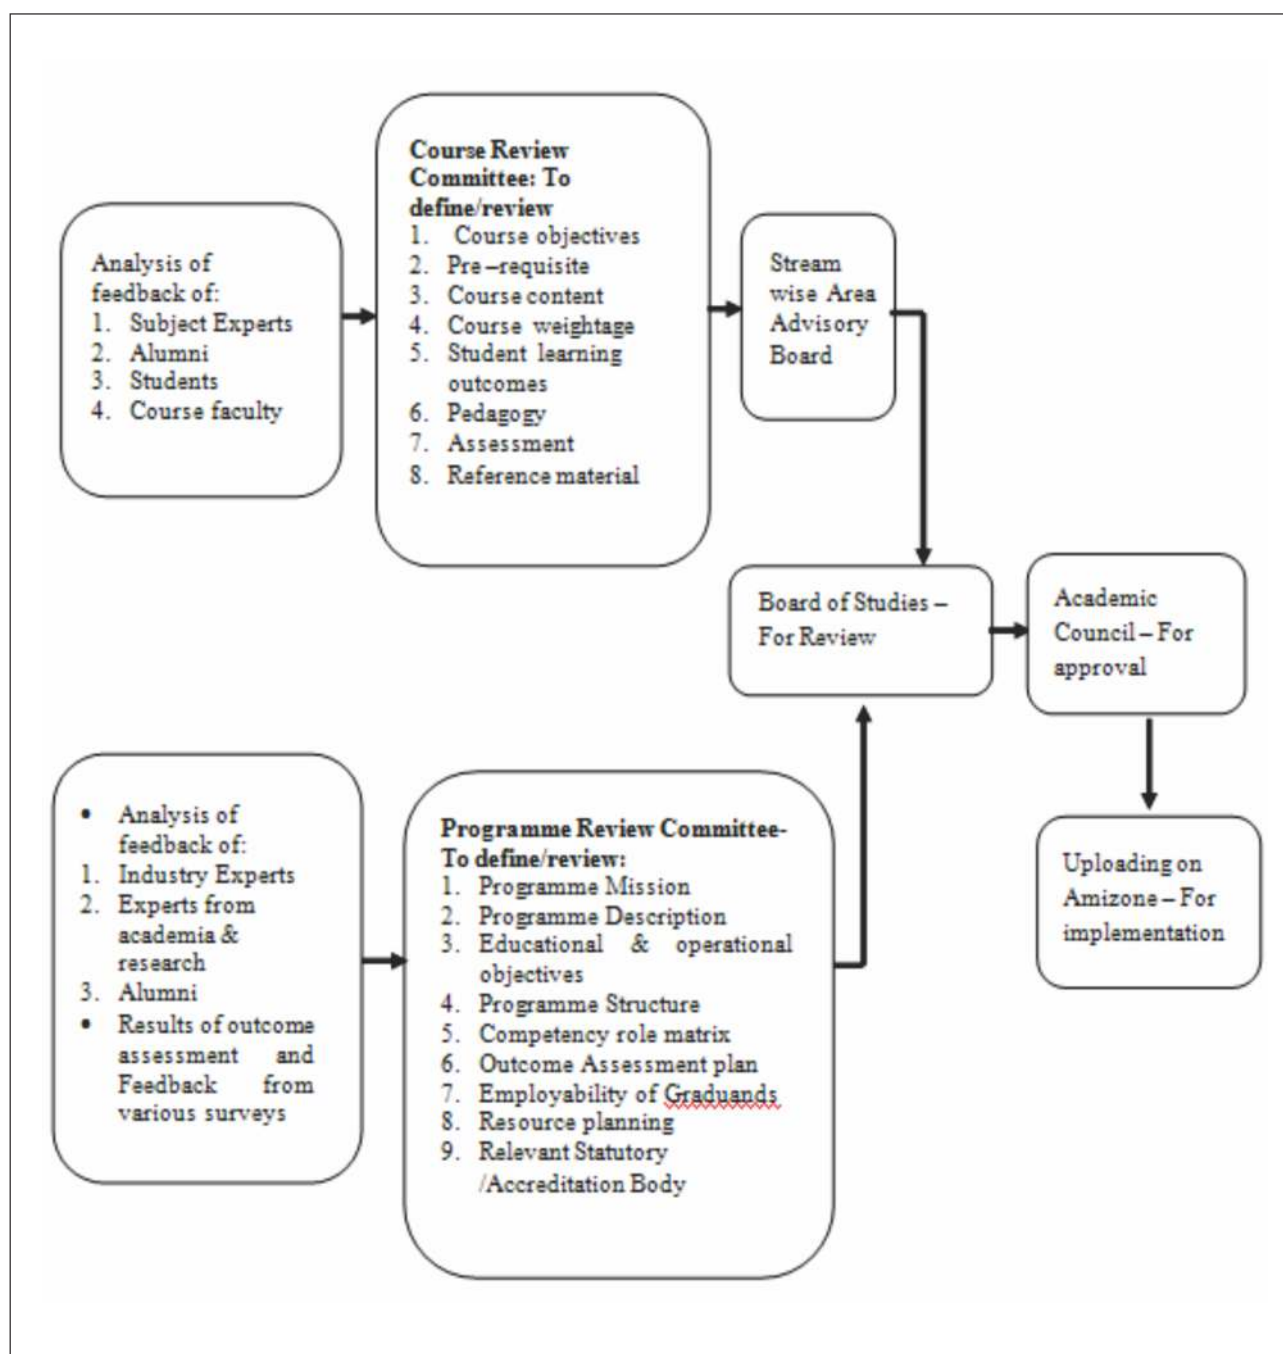 Analysis of
feedback of:
1. Subject Experts
2. Alumni
3. Students
4. Course faculty
Course Review
Committee: To
define/review
1. Course objectives
2. Pre–requisite
3. Course content
4. Course weightage
5. Student learning
outcomes
6. Pedagogy
7. Assessment
8. Reference material
Stream
wise Area
Advisory
Board
Board of Studies –
For Review
Academic
Council – For
approval
Uploading on
Amizone – For
implementation
• Analysis of
feedback of:
1. Industry Experts
2. Experts from
academia &
research
3. Alumni
• Results of outcome
assessment and
Feedback from
various surveys
Programme Review Committee-
To define/review:
1. Programme Mission
2. Programme Description
3. Educational & operational
objectives
4. Programme Structure
5. Competency role matrix
6. Outcome Assessment plan
7. Employability of Graduands
8. Resource planning
9. Relevant Statutory
/Accreditation Body